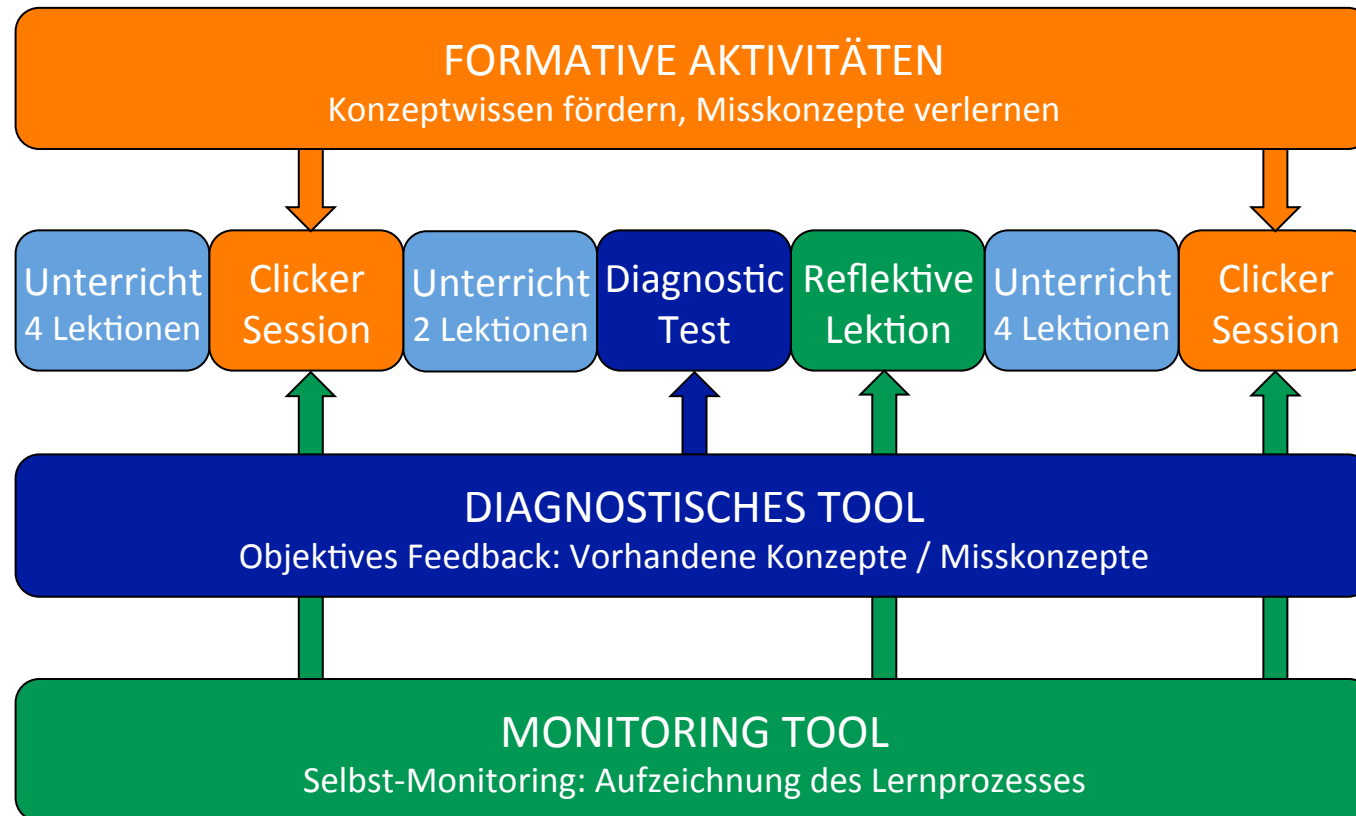 FORMATIVE AKTIVITÄTEN
Konzeptwissen fördern, Misskonzepte verlernen
Unterricht
4 Lektionen
Clicker
Session
Unterricht
2 Lektionen
Diagnostic
Test
Reflektive
Lektion
Unterricht
4 Lektionen
Clicker
Session
DIAGNOSTISCHES TOOL
Objektives Feedback: Vorhandene Konzepte / Misskonzepte
MONITORING TOOL
Selbst-Monitoring: Aufzeichnung des Lernprozesses